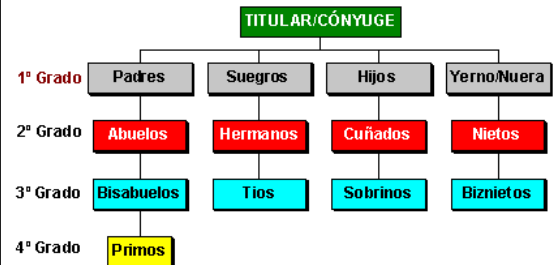 TITULAR/CÓNYUGE
1º Grado Padres Suegros Hijos Yerno/Nuera
2º Grado Abuelos Hermanos Cuñados Nietos
3º Grado Bisabuelos Tios Sobrinos Biznietos
4º Grado Primos